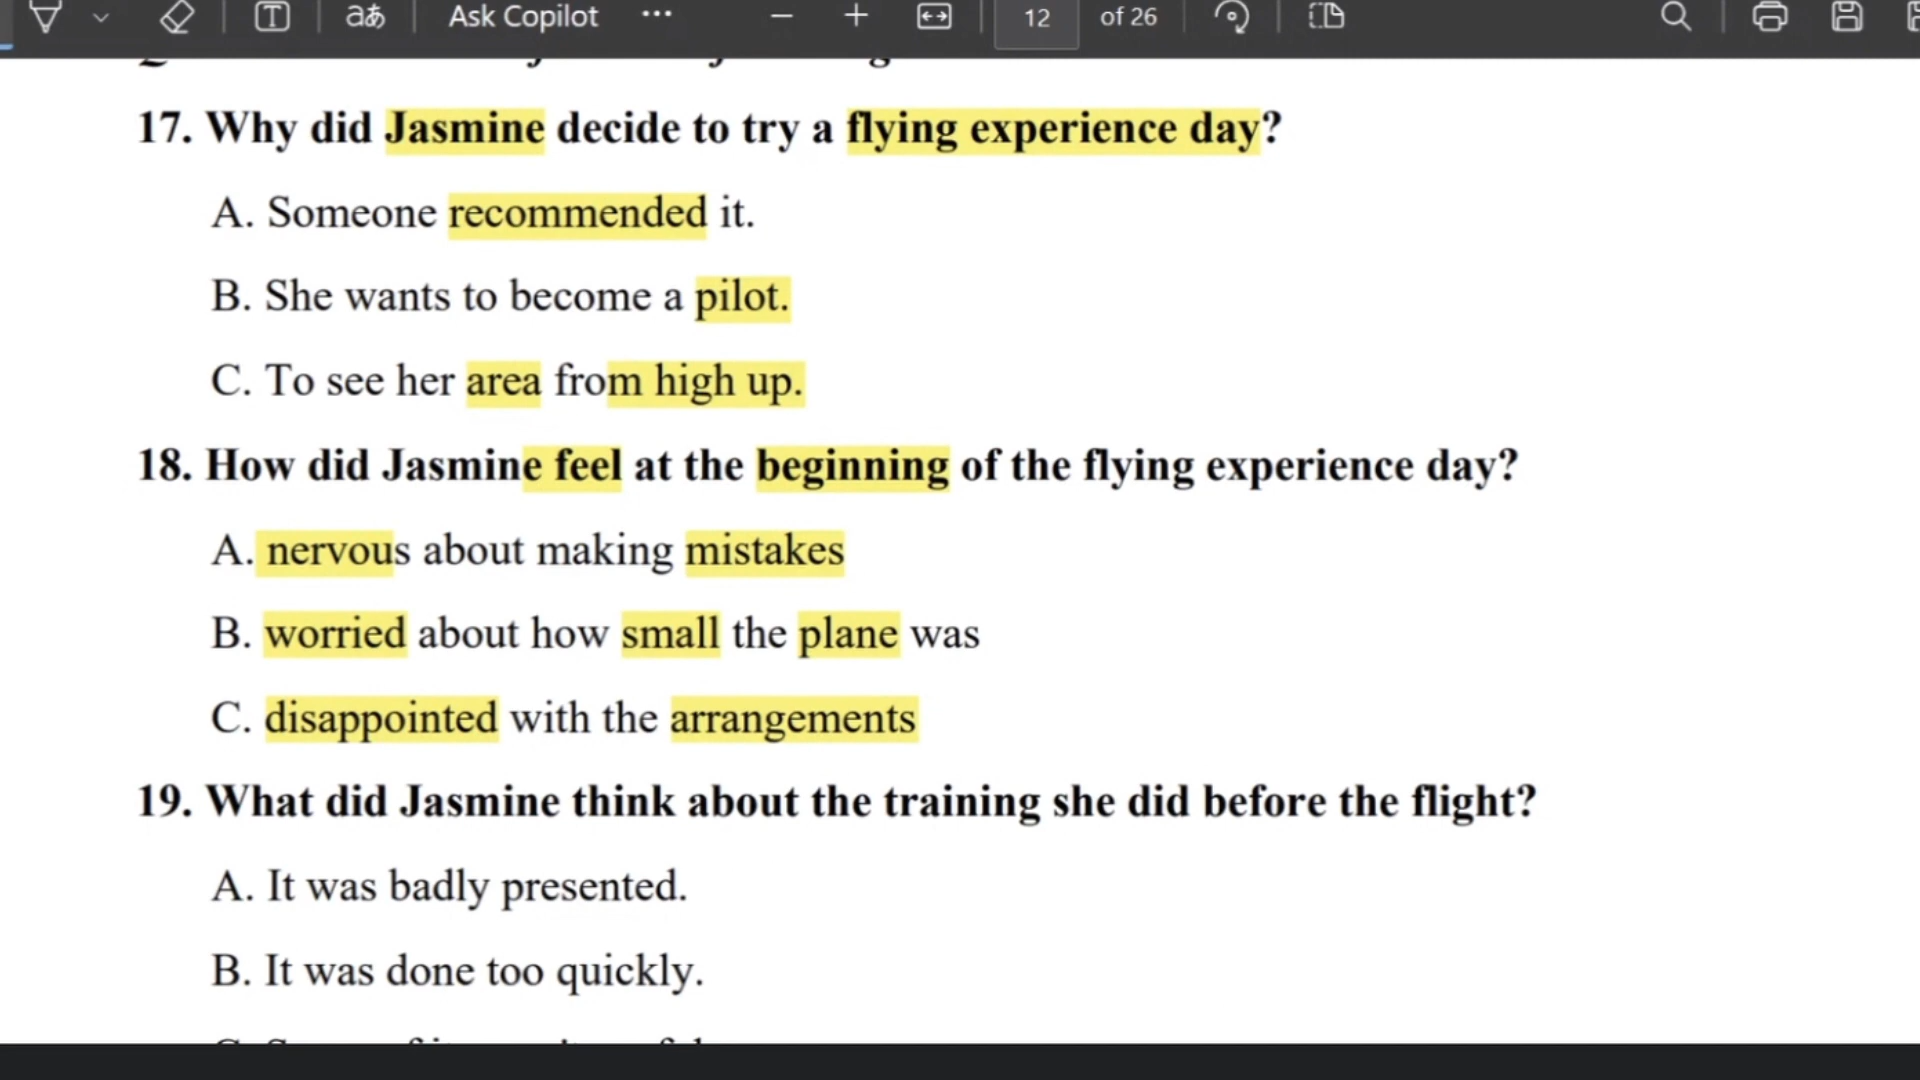 Ask Copilot
12 of 26
17. Why did Jasmine decide to try a flying experience day?
A. Someone recommended it.
B. She wants to become a pilot.
C. To see her area from high up.
18. How did Jasmine feel at the beginning of the flying experience day?
A. nervous about making mistakes
B. worried about how small the plane was
C. disappointed with the arrangements
19. What did Jasmine think about the training she did before the flight?
A. It was badly presented.
B. It was done too quickly.